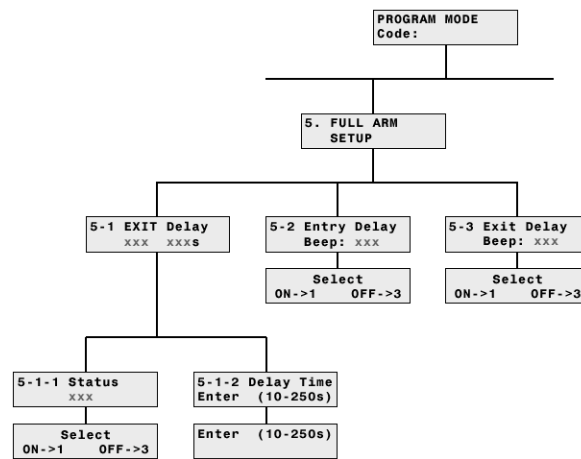 PROGRAM MODE
Code:
5. FULL ARM
SETUP
5-1 EXIT Delay
xxx xxxs
5-2 Entry Delay
Beep: xxx
5-3 Exit Delay
Beep: xxx
Select
ON->1 OFF->3
Select
ON->1 OFF->3
5-1-1 Status
xxx
5-1-2 Delay Time
Enter (10-250s)
Select
ON->1 OFF->3
Enter (10-250s)